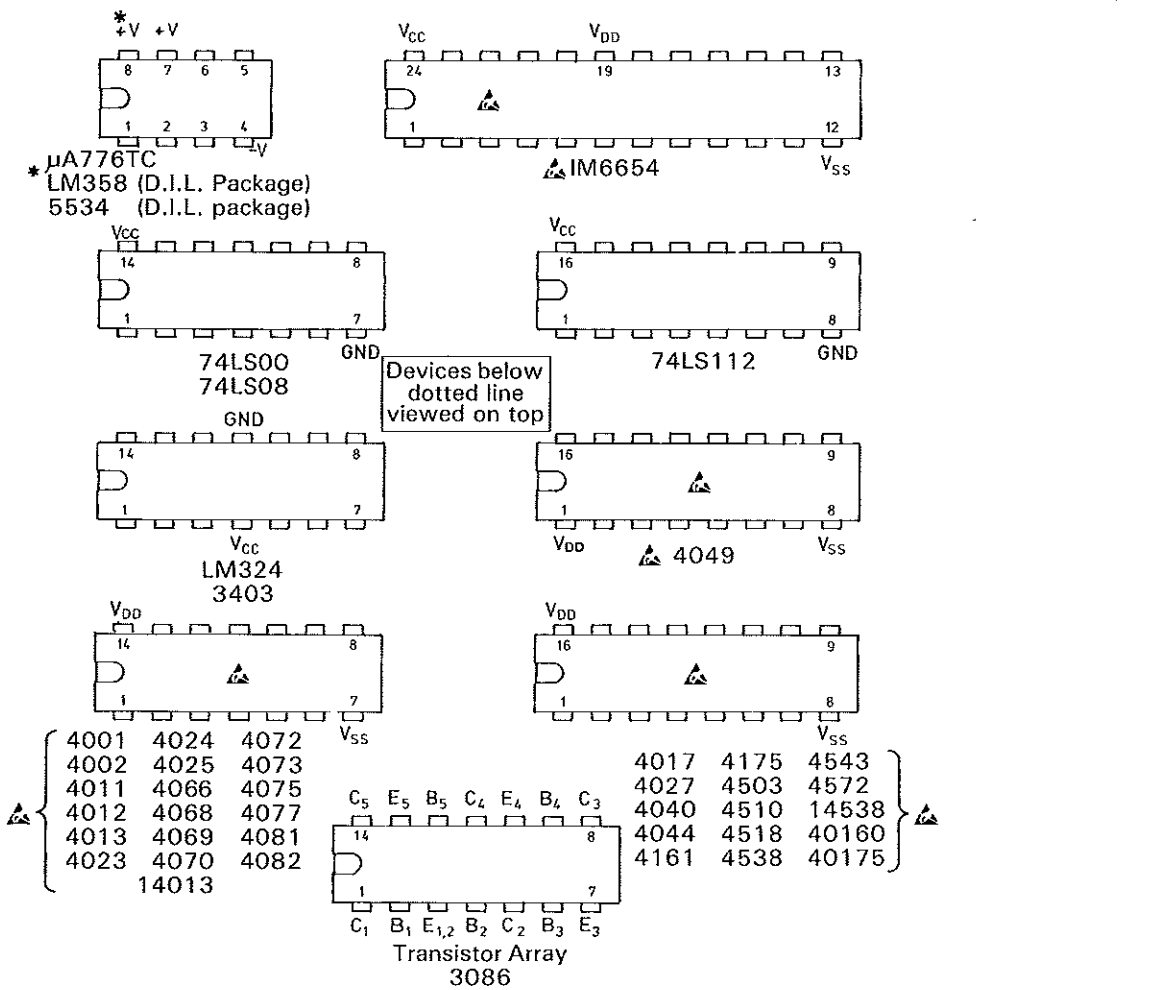 *
+V +V
8 7 6 5
1 2 3 4
-V
* µA776TC
LM358 (D.I.L. Package)
5534 (D.I.L. package)
VCC VDD
24 19 13
1 12
IM6654 VSS
VCC
14 8
1 7
GND
74LS00
74LS08
VCC
16 9
1 8
74LS112 GND
Devices below
dotted line
viewed on top
GND
14 8
1 7
VCC
LM324
3403
16 9
1 8
VDD 4049 VSS
VDD
14 8
1 7
VSS
4001 4024 4072
4002 4025 4073
4011 4066 4075
4012 4068 4077
4013 4069 4081
4023 4070 4082
14013
VDD
16 9
1 8
VSS
4017 4175 4543
4027 4503 4572
4040 4510 14538
4044 4518 40160
4161 4538 40175
C5 E5 B5 C4 E4 B4 C3
14 8
1 7
C1 B1 E1,2 B2 C2 B3 E3
Transistor Array
3086